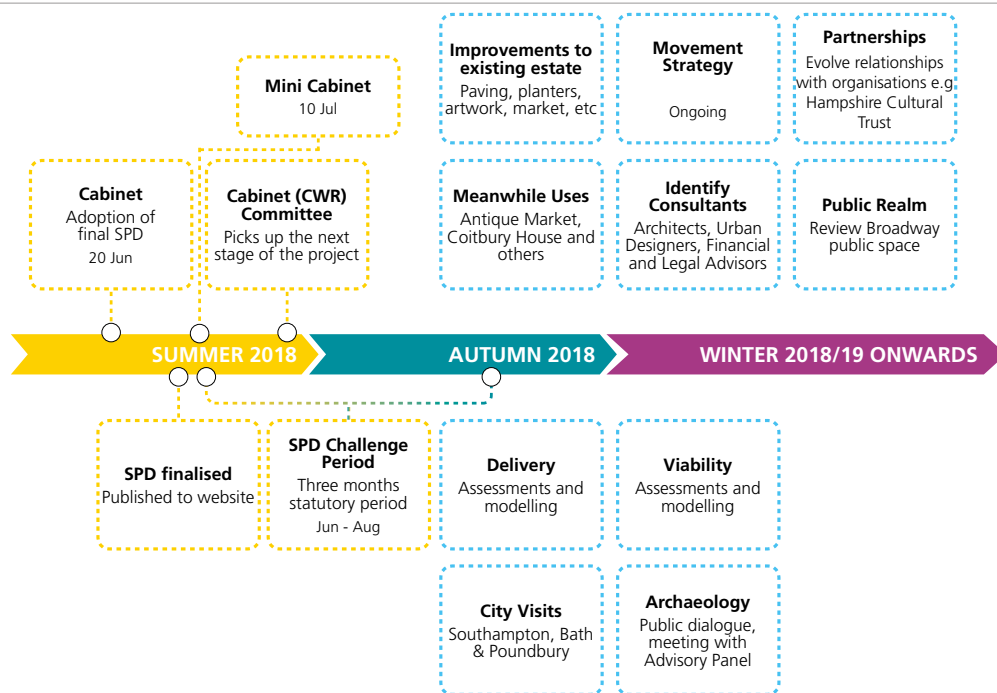 Mini Cabinet
10 Jul
Cabinet
Adoption of
final SPD
20 Jun
Cabinet (CWR)
Committee
Picks up the next
stage of the project
Improvements to
existing estate
Paving, planters,
artwork, market, etc
Movement
Strategy
Ongoing
Partnerships
Evolve relationships
with organisations e.g
Hampshire Cultural
Trust
Meanwhile Uses
Antique Market,
Coitbury House and
others
Identify
Consultants
Architects, Urban
Designers, Financial
and Legal Advisors
Public Realm
Review Broadway
public space
SUMMER 2018
AUTUMN 2018
WINTER 2018/19 ONWARDS
SPD finalised
Published to website
SPD Challenge
Period
Three months
statutory period
Jun - Aug
Delivery
Assessments and
modelling
Viability
Assessments and
modelling
City Visits
Southampton, Bath
& Poundbury
Archaeology
Public dialogue,
meeting with
Advisory Panel